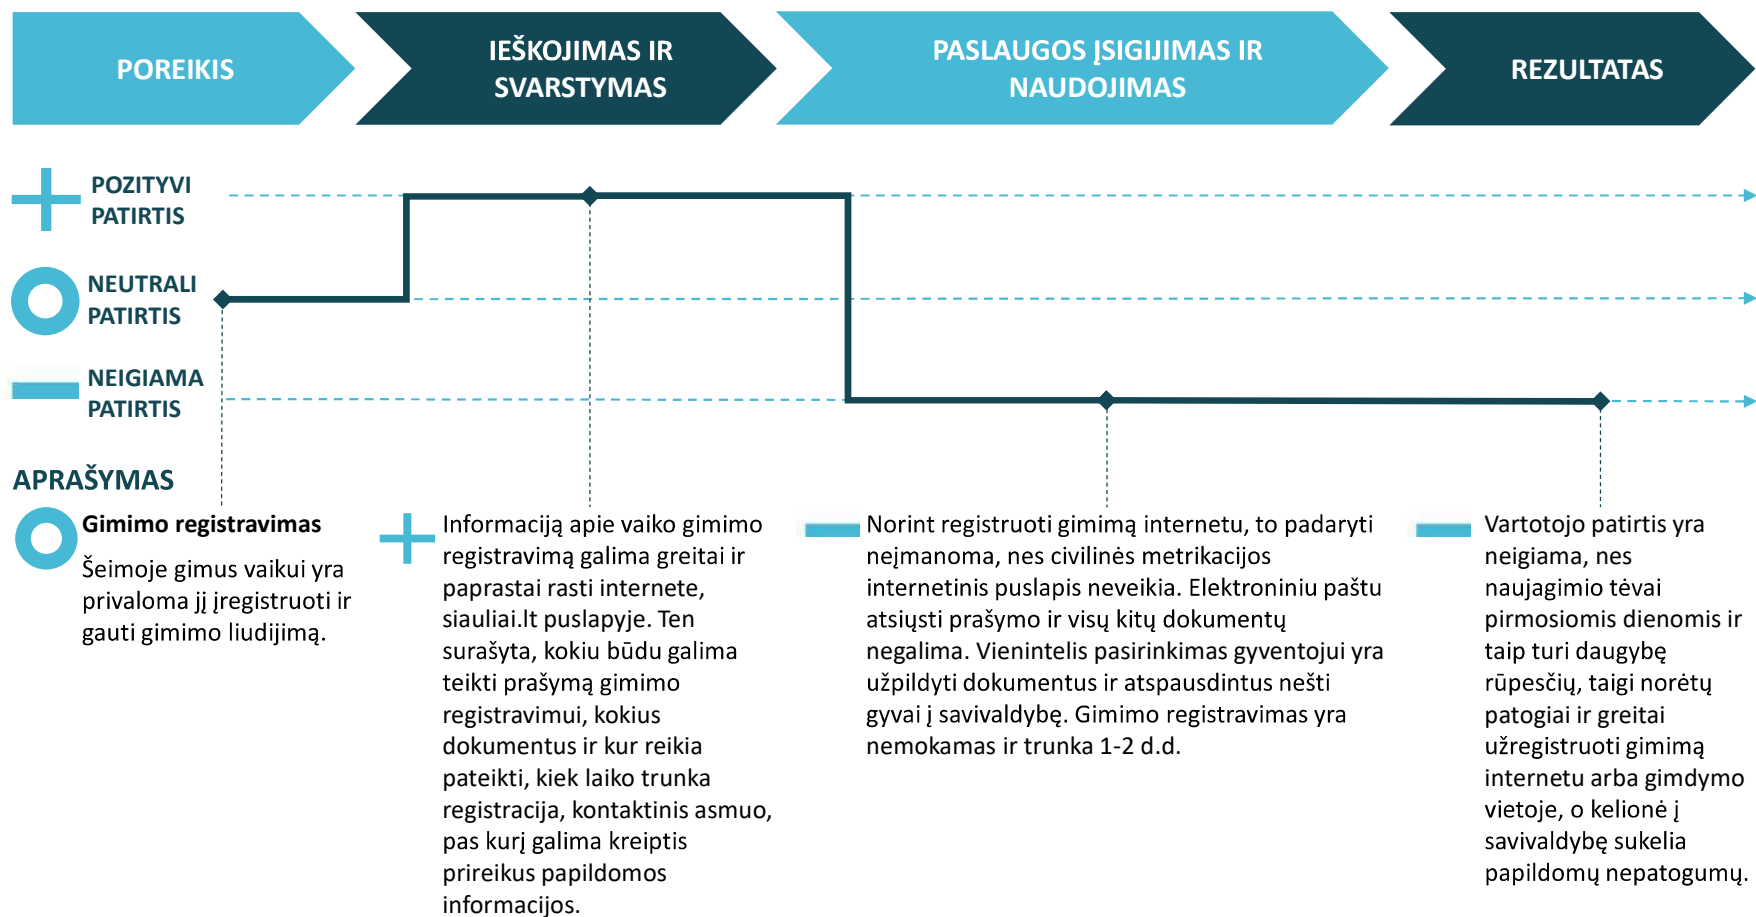 POREIKIS
IEŠKOJIMAS IR
SVARSTYMAS
PASLAUGOS ĮSIGIJIMAS IR
NAUDOJIMAS
REZULTATAS
POZITYVI
PATIRTIS
NEUTRALI
PATIRTIS
NEIGIAMA
PATIRTIS
APRAŠYMAS
Gimimo registravimas
Šeimoje gimus vaikui yra
privaloma jį įregistruoti ir
gauti gimimo liudijimą.
Informaciją apie vaiko gimimo
registravimą galima greitai ir
paprastai rasti internete,
siauliai.lt puslapyje. Ten
surašyta, kokiu būdu galima
teikti prašymą gimimo
registravimui, kokius
dokumentus ir kur reikia
pateikti, kiek laiko trunka
registracija, kontaktinis asmuo,
pas kurį galima kreiptis
prireikus papildomos
informacijos.
Norint registruoti gimimą internetu, to padaryti
neįmanoma, nes civilinės metrikacijos
internetinis puslapis neveikia. Elektroniniu paštu
atsiųsti prašymo ir visų kitų dokumentų
negalima. Vienintelis pasirinkimas gyventojui yra
užpildyti dokumentus ir atspausdintus nešti
gyvai į savivaldybę. Gimimo registravimas yra
nemokamas ir trunka 1-2 d.d.
Vartotojo patirtis yra
neigiama, nes
naujagimio tėvai
pirmosiomis dienomis ir
taip turi daugybę
rūpesčių, taigi norėtų
patogiai ir greitai
užregistruoti gimimą
internetu arba gimdymo
vietoje, o kelionė į
savivaldybę sukelia
papildomų nepatogumų.